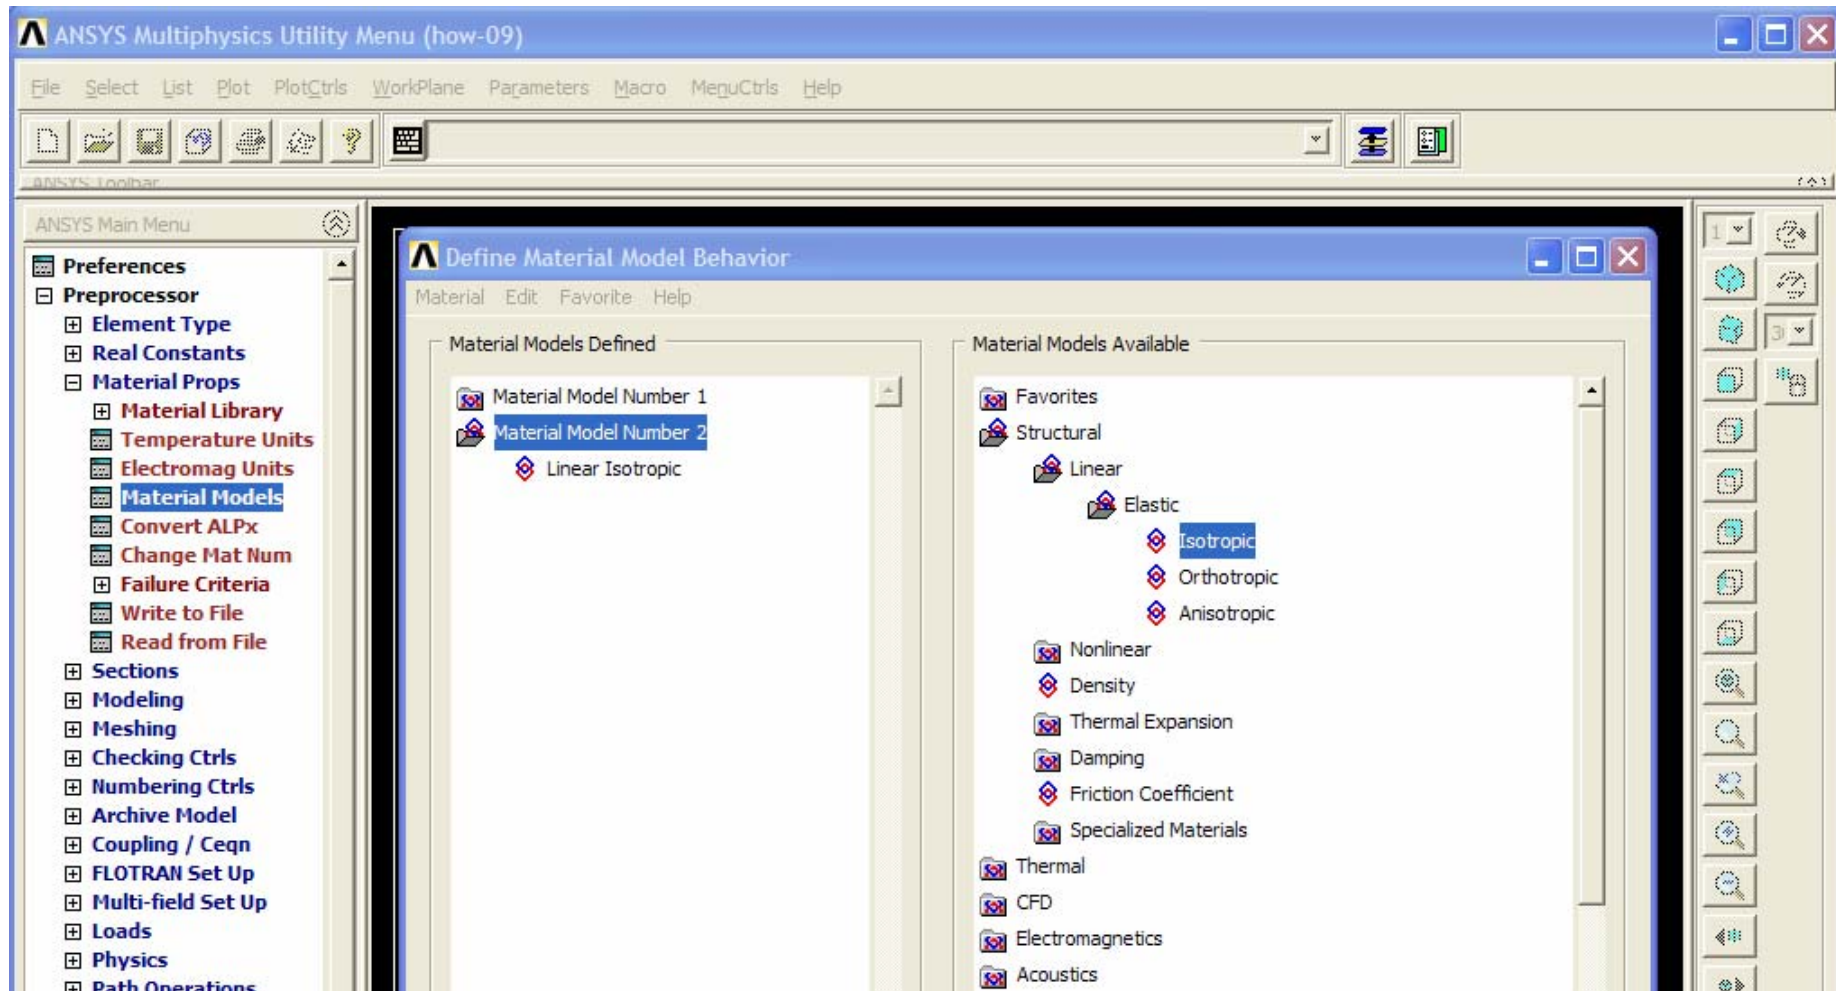 ANSYS Multiphysics Utility Menu (how-09)
File Select List Plot PlotCtrls WorkPlane Parameters Macro MenuCtrls Help
ANSYS Toolbar
ANSYS Main Menu
Preferences
Preprocessor
Element Type
Real Constants
Material Props
Material Library
Temperature Units
Electromag Units
Material Models
Convert ALPx
Change Mat Num
Failure Criteria
Write to File
Read from File
Sections
Modeling
Meshing
Checking Ctrls
Numbering Ctrls
Archive Model
Coupling / Ceqn
FLOTRAN Set Up
Multi-field Set Up
Loads
Physics
Path Operations
Define Material Model Behavior
Material Edit Favorite Help
Material Models Defined
Material Model Number 1
Material Model Number 2
Linear Isotropic
Material Models Available
Favorites
Structural
Linear
Elastic
Isotropic
Orthotropic
Anisotropic
Nonlinear
Density
Thermal Expansion
Damping
Friction Coefficient
Specialized Materials
Thermal
CFD
Electromagnetics
Acoustics
1